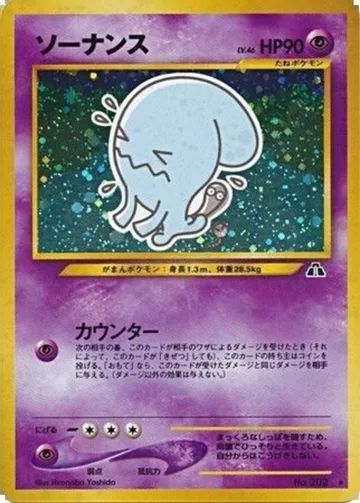 ソーナンス
LV.46 HP90
たねポケモン
がまんポケモン:身長1.3m、体重28.5kg
カウンター
次の相手の番、このカードが相手のワザによるダメージを受けたとき(それ
によって、このカードが「きぜつ」しても)、このカードの持ち主はコインを
投げる。「おもて」なら、このカードが受けたダメージと同じダメージを相手
に与える。(ダメージ以外の効果は与えない。)
にげる
まっくろなしっぽを隠すため、
暗闇でひっそりと生きている。
自分からはこうげきしない。
弱点 抵抗力
Illus. Hironobu Yoshida
No.202 ★